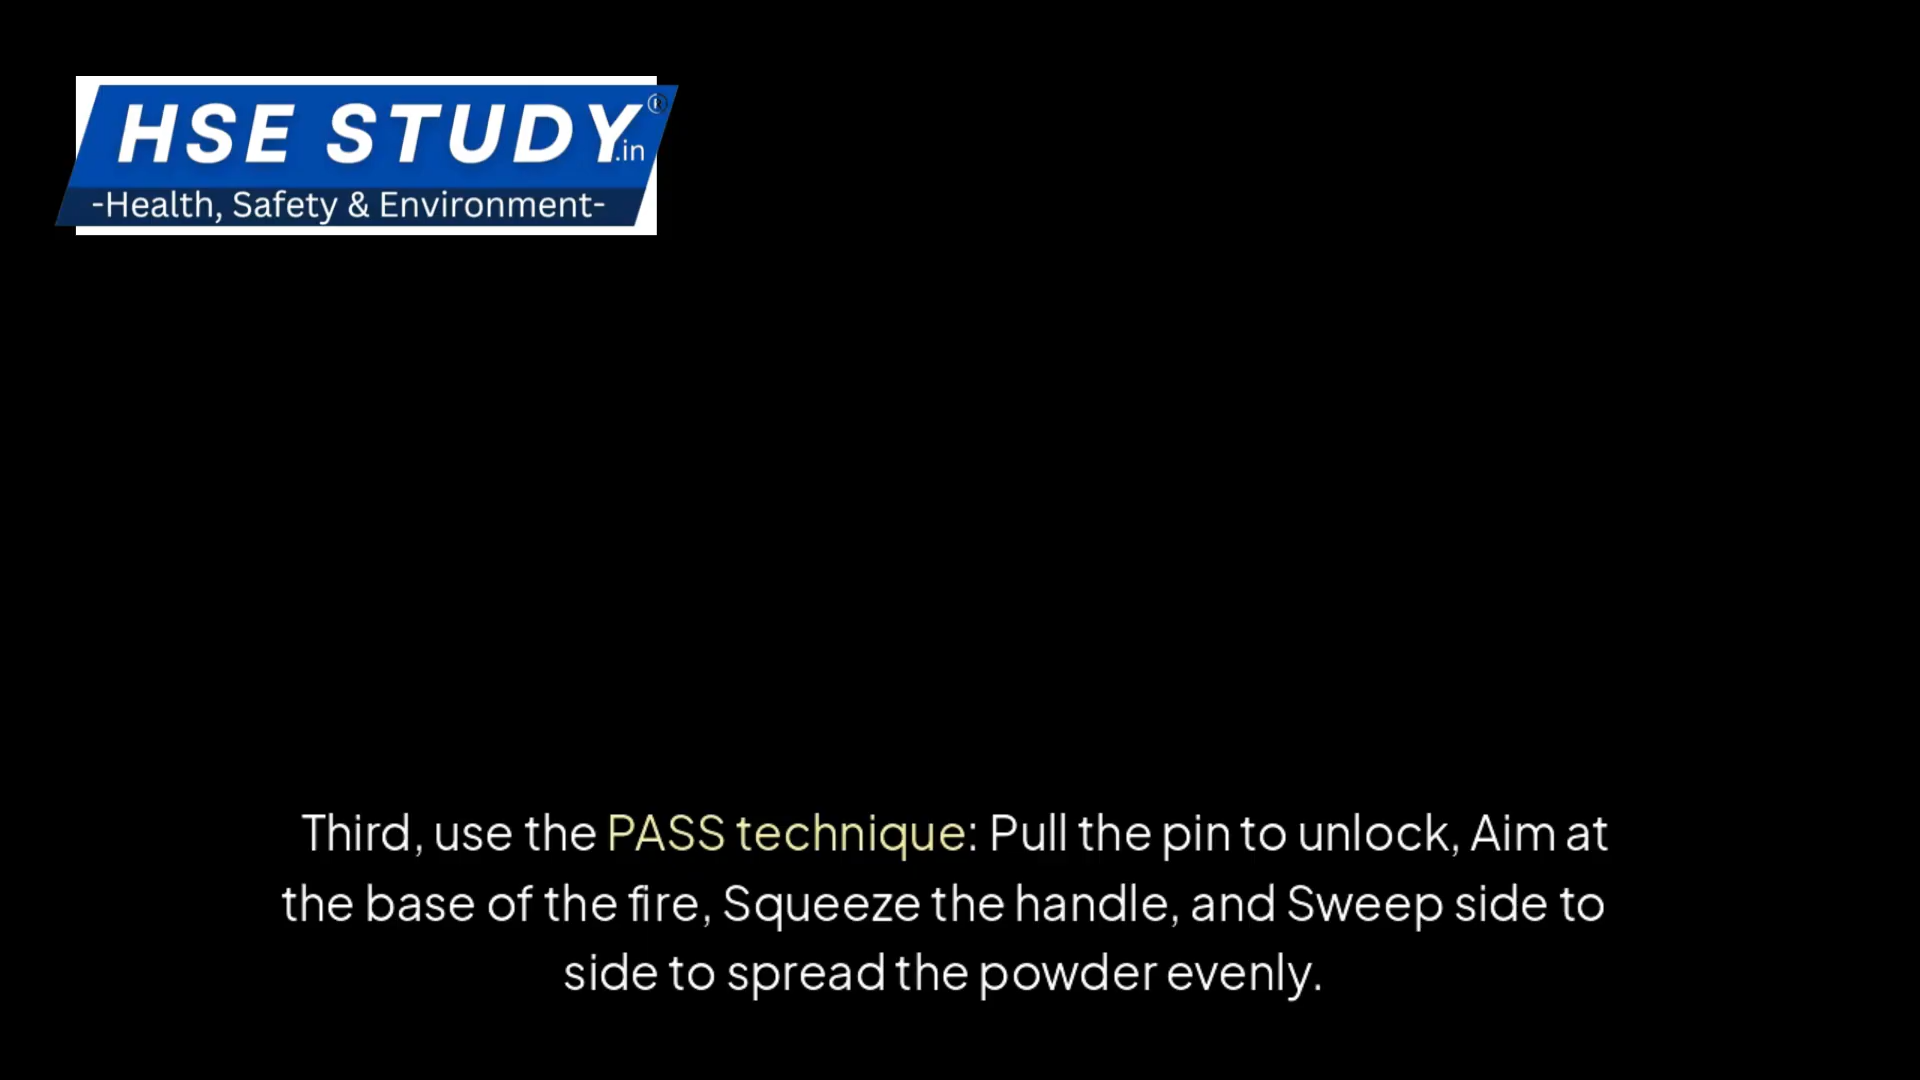 HSE STUDY®
.in
-Health, Safety & Environment-
Third, use the PASS technique: Pull the pin to unlock, Aim at
the base of the fire, Squeeze the handle, and Sweep side to
side to spread the powder evenly.